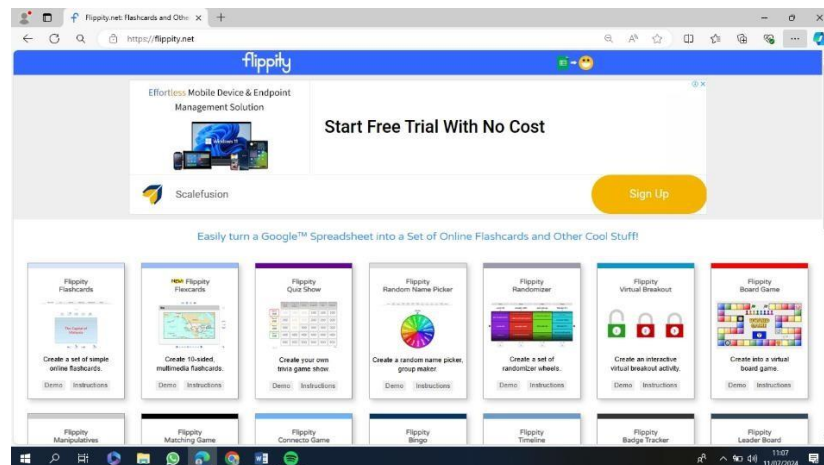 Flippity.net: Flashcards and Othe
https://flippity.net
flippity
Effortless Mobile Device & Endpoint
Management Solution
Start Free Trial With No Cost
Scalefusion
Sign Up
Easily turn a Google™ Spreadsheet into a Set of Online Flashcards and Other Cool Stuff!
Flippity
Flashcards
The Capital of
Create a set of simple
online flashcards.
Demo Instructions
NEW! Flippity
Flexcards
Create 10-sided,
multimedia flashcards.
Demo Instructions
Flippity
Quiz Show
Create your own
trivia game show.
Demo Instructions
Flippity
Random Name Picker
Create a random name picker,
group maker.
Demo Instructions
Flippity
Randomizer
Create a set of
randomizer wheels.
Demo Instructions
Flippity
Virtual Breakout
Create an interactive
virtual breakout activity.
Demo Instructions
Flippity
Board Game
Create into a virtual
board game.
Demo Instructions
Flippity
Manipulatives
Flippity
Matching Game
Flippity
Connecto Game
Flippity
Bingo
Flippity
Timeline
Flippity
Badge Tracker
Flippity
Leader Board
11:07
11/07/2024